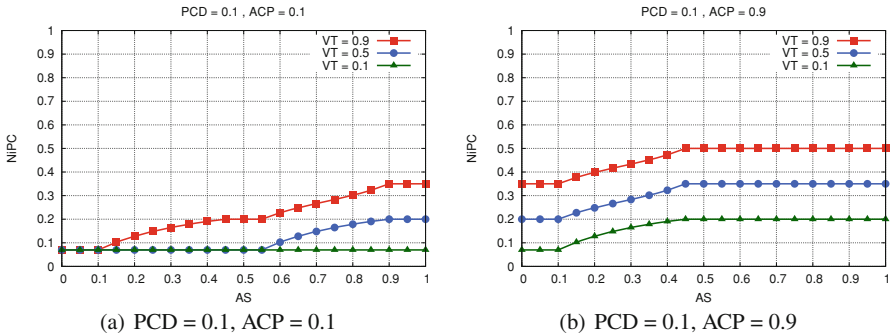 PCD = 0.1 , ACP = 0.1
1
0.9
0.8
0.7
0.6
0.5
0.4
0.3
0.2
0.1
0
NiPC
VT = 0.9
VT = 0.5
VT = 0.1
0 0.1 0.2 0.3 0.4 0.5 0.6 0.7 0.8 0.9 1
AS
(a) PCD = 0.1, ACP = 0.1
PCD = 0.1 , ACP = 0.9
1
0.9
0.8
0.7
0.6
0.5
0.4
0.3
0.2
0.1
0
NiPC
VT = 0.9
VT = 0.5
VT = 0.1
0 0.1 0.2 0.3 0.4 0.5 0.6 0.7 0.8 0.9 1
AS
(b) PCD = 0.1, ACP = 0.9